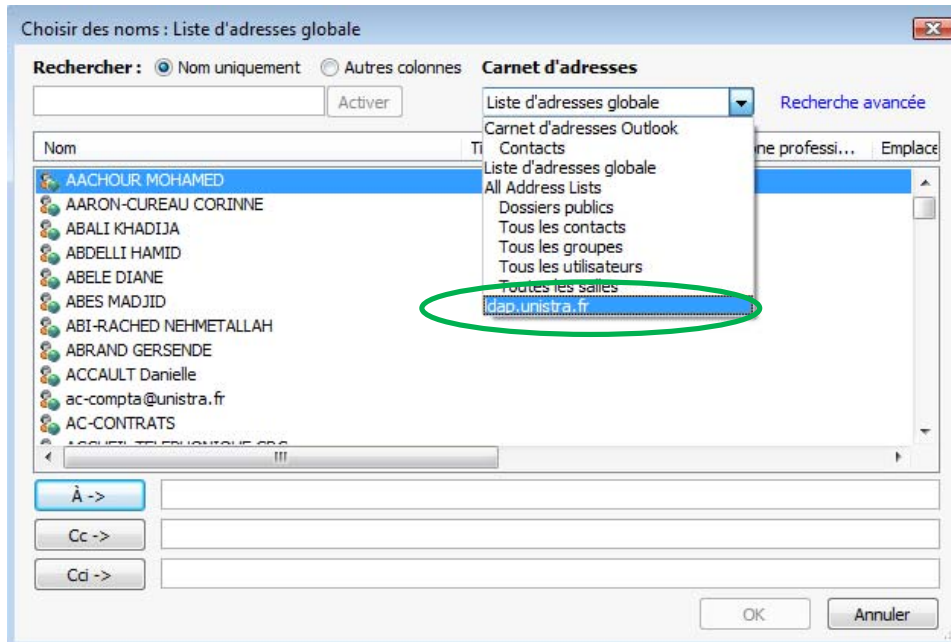 Choisir des noms : Liste d'adresses globale
Rechercher : Nom uniquement Autres colonnes Carnet d'adresses
Activer Liste d'adresses globale Recherche avancée
Nom
Carnet d'adresses Outlook
Contacts
Liste d'adresses globale
All Address Lists
Dossiers publics
Tous les contacts
Tous les groupes
Tous les utilisateurs
Toutes les salles
ldap.unistra.fr
professi... Emplace
AACHOUR MOHAMED
AARON-CUREAU CORINNE
ABALI KHADIJA
ABDELLI HAMID
ABELE DIANE
ABES MADJID
ABI-RACHED NEHMETALLAH
ABRAND GERSENDE
ACCAULT Danielle
ac-compta@unistra.fr
AC-CONTRATS
À ->
Cc ->
Cci ->
OK Annuler